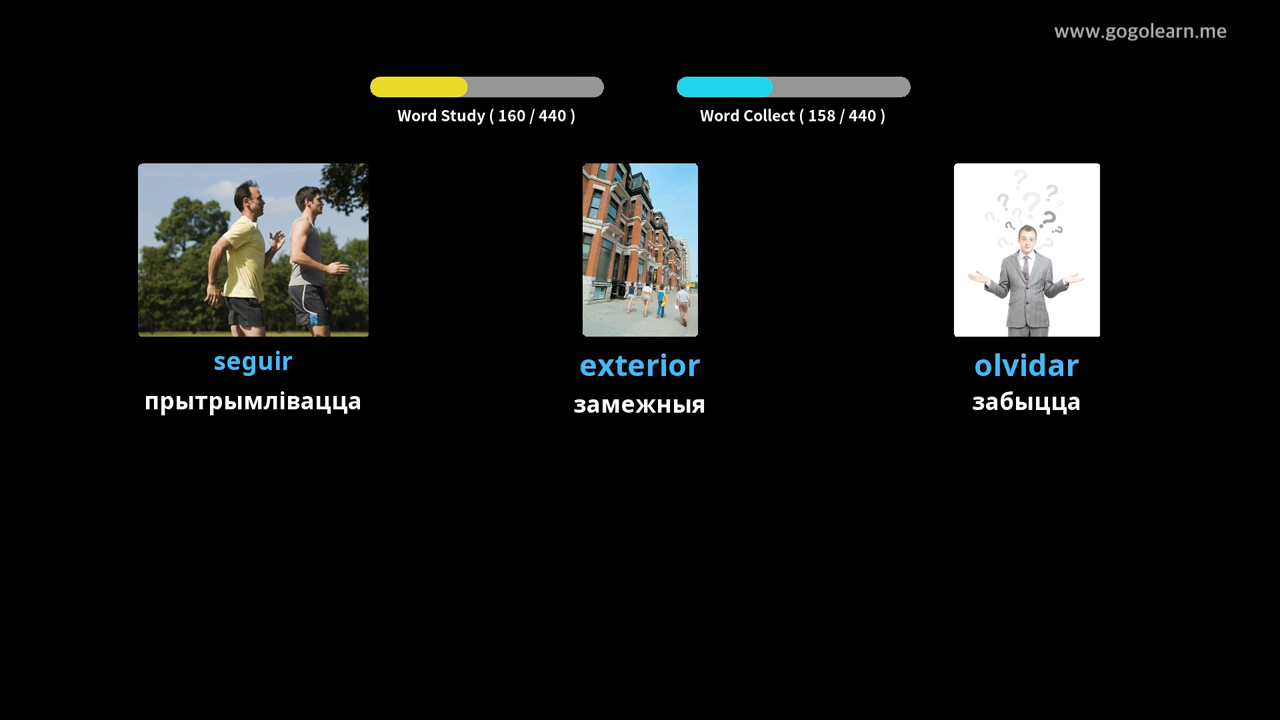 www.gogolearn.me
Word Study ( 160 / 440 )
Word Collect ( 158 / 440 )
seguir
exterior
olvidar
прытрымлівацца
замежныя
забыцца